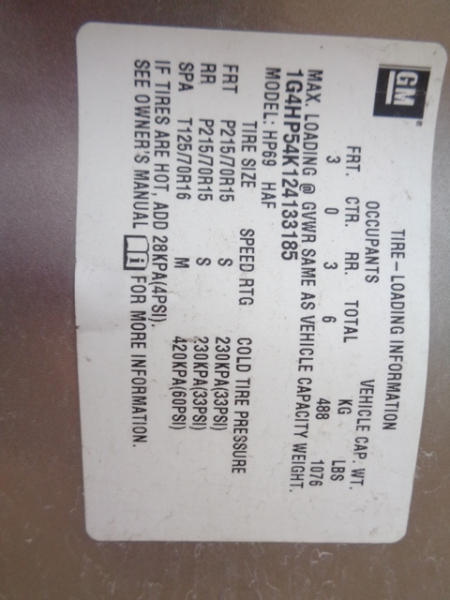 GM®
TIRE-LOADING INFORMATION
OCCUPANTS VEHICLE CAP. WT.
FRT. CTR. RR. TOTAL KG LBS
3 0 3 6 488 1076
MAX. LOADING @ GVWR SAME AS VEHICLE CAPACITY WEIGHT.
1G4HP54K124133185
MODEL: HP69 HAF
TIRE SIZE SPEED RTG COLD TIRE PRESSURE
FRT P215/70R15 S 230KPA(33PSI)
RR P215/70R15 S 230KPA(33PSI)
SPA T125/70R16 M 420KPA(60PSI)
IF TIRES ARE HOT, ADD 28KPA(4PSI).
SEE OWNER'S MANUAL i FOR MORE INFORMATION.